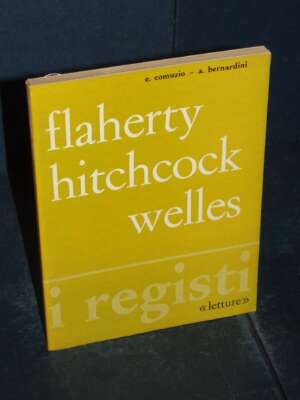 e. comuzio - a. bernardini
flaherty
hitchcock
welles
i registi
«letture»